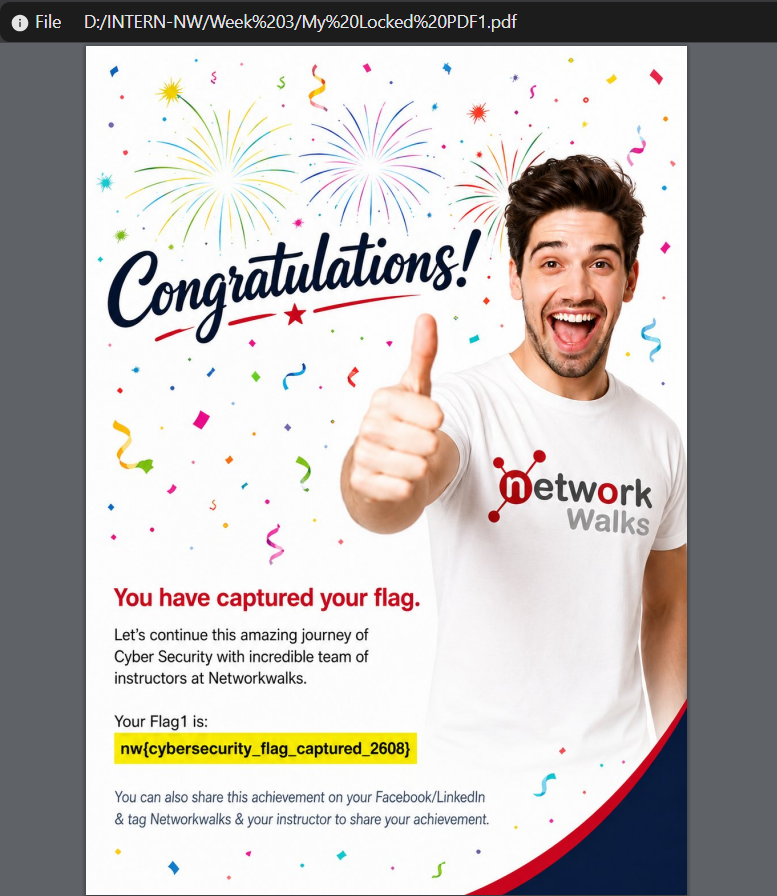 File D:/INTERN-NW/Week%203/My%20Locked%20PDF1.pdf
Congratulations!
network
Walks
You have captured your flag.
Let's continue this amazing journey of
Cyber Security with incredible team of
instructors at Networkwalks.
Your Flag1 is:
nw{cybersecurity_flag_captured_2608}
You can also share this achievement on your Facebook/LinkedIn
& tag Networkwalks & your instructor to share your achievement.